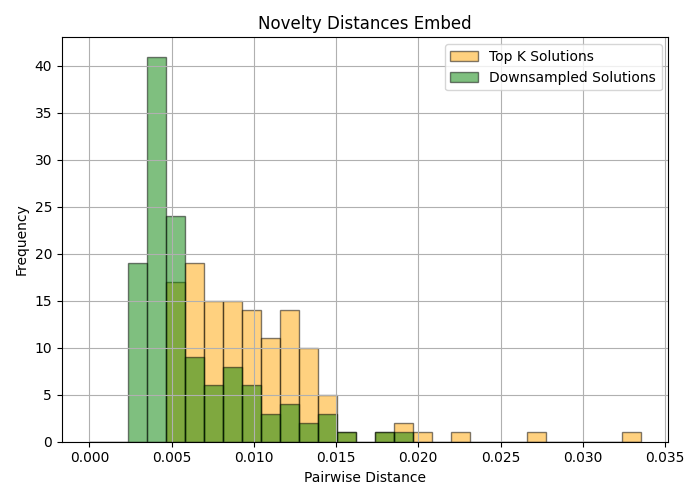 Novelty Distances Embed
Top K Solutions
Downsampled Solutions
Frequency
40
35
30
25
20
15
10
5
0
0.000 0.005 0.010 0.015 0.020 0.025 0.030 0.035
Pairwise Distance